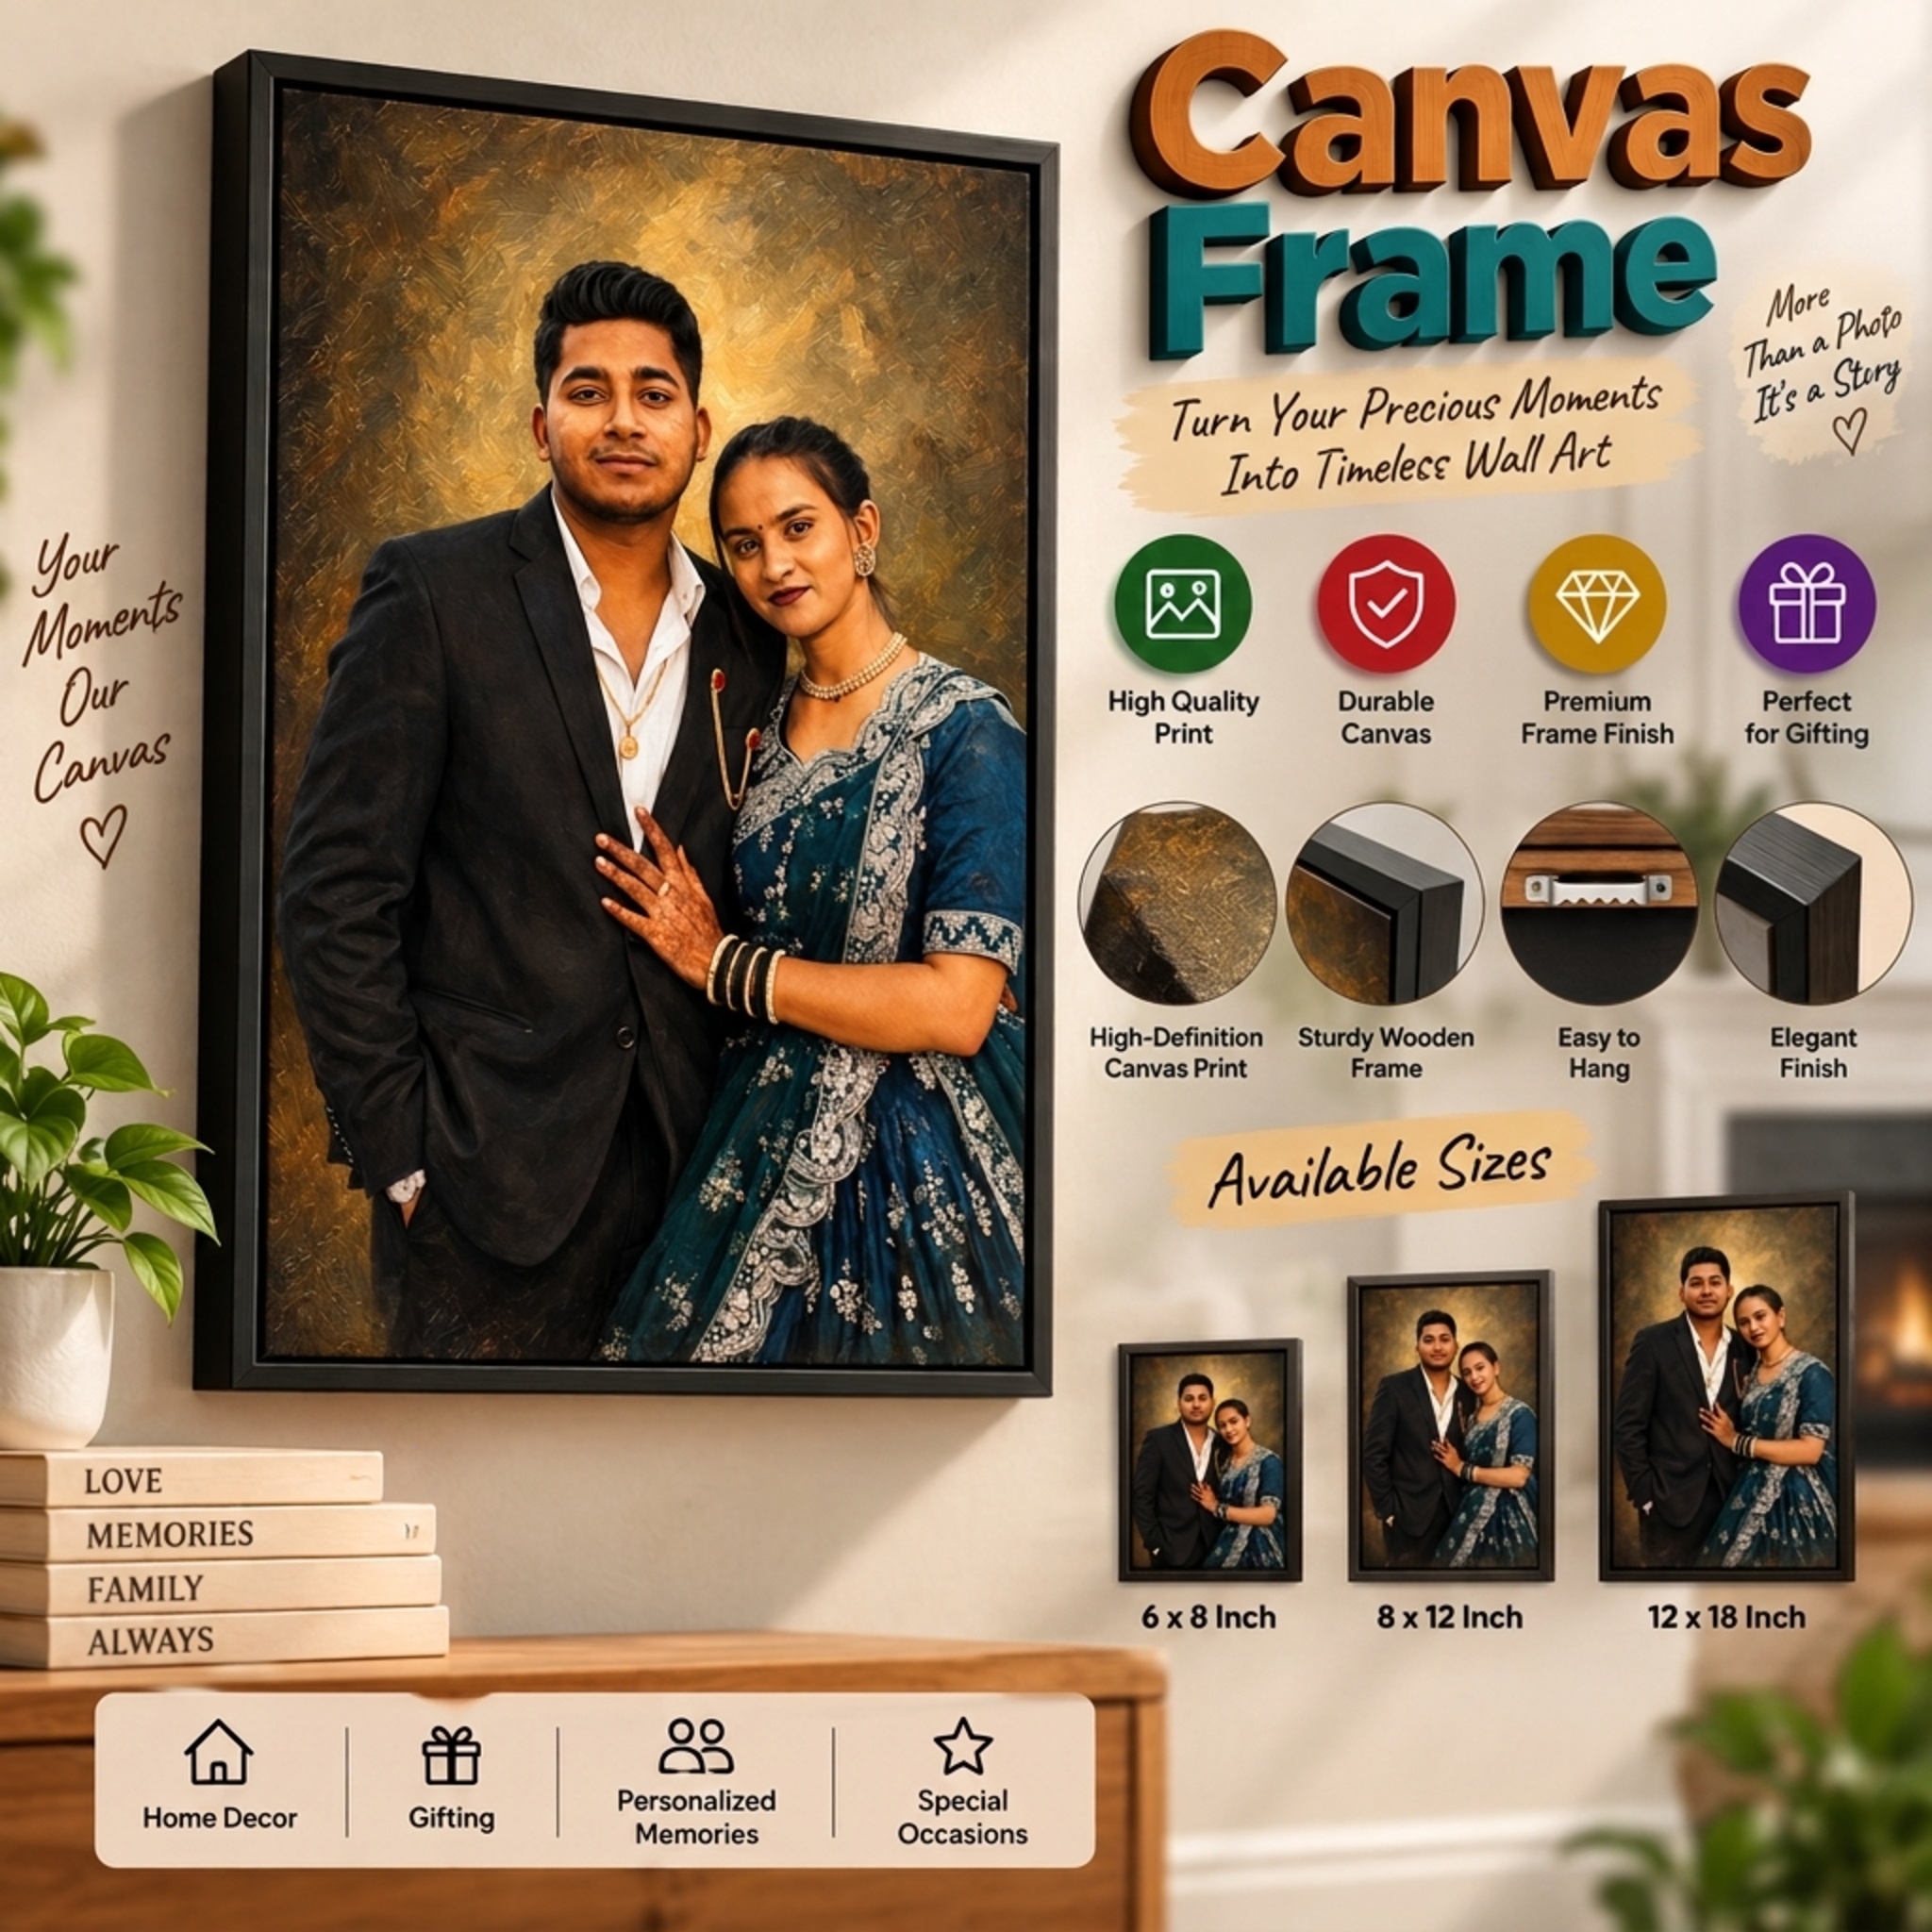 Canvas
Frame
More
Than a Photo
It's a Story
Turn Your Precious Moments
Into Timeless Wall Art
Your
Moments
Our
Canvas
High Quality
Print
Durable
Canvas
Premium
Frame Finish
Perfect
for Gifting
High-Definition
Canvas Print
Sturdy Wooden
Frame
Easy to
Hang
Elegant
Finish
Available Sizes
6 x 8 Inch
8 x 12 Inch
12 x 18 Inch
LOVE
MEMORIES
FAMILY
ALWAYS
Home Decor
Gifting
Personalized
Memories
Special
Occasions